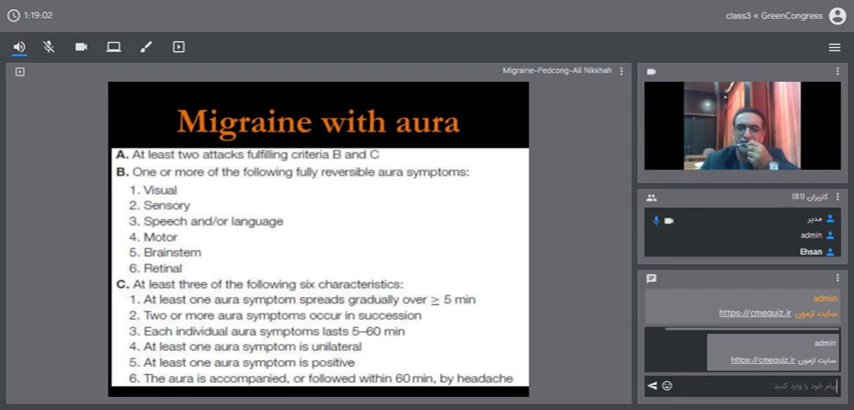 1:19:02
class3 « GreenCongress
Migraine-Pedcong-Ali Nikkhah
Migraine with aura
A. At least two attacks fulfilling criteria B and C
B. One or more of the following fully reversible aura symptoms:
1. Visual
2. Sensory
3. Speech and/or language
4. Motor
5. Brainstem
6. Retinal
C. At least three of the following six characteristics:
1. At least one aura symptom spreads gradually over ≥ 5 min
2. Two or more aura symptoms occur in succession
3. Each individual aura symptoms lasts 5–60 min
4. At least one aura symptom is unilateral
5. At least one aura symptom is positive
6. The aura is accompanied, or followed within 60 min, by headache
کاربران (81)
مدیر
admin
Ehsan
admin
سایت ازمون https://cmequiz.ir
admin
سایت ازمون https://cmequiz.ir
پیام خود را وارد کنید